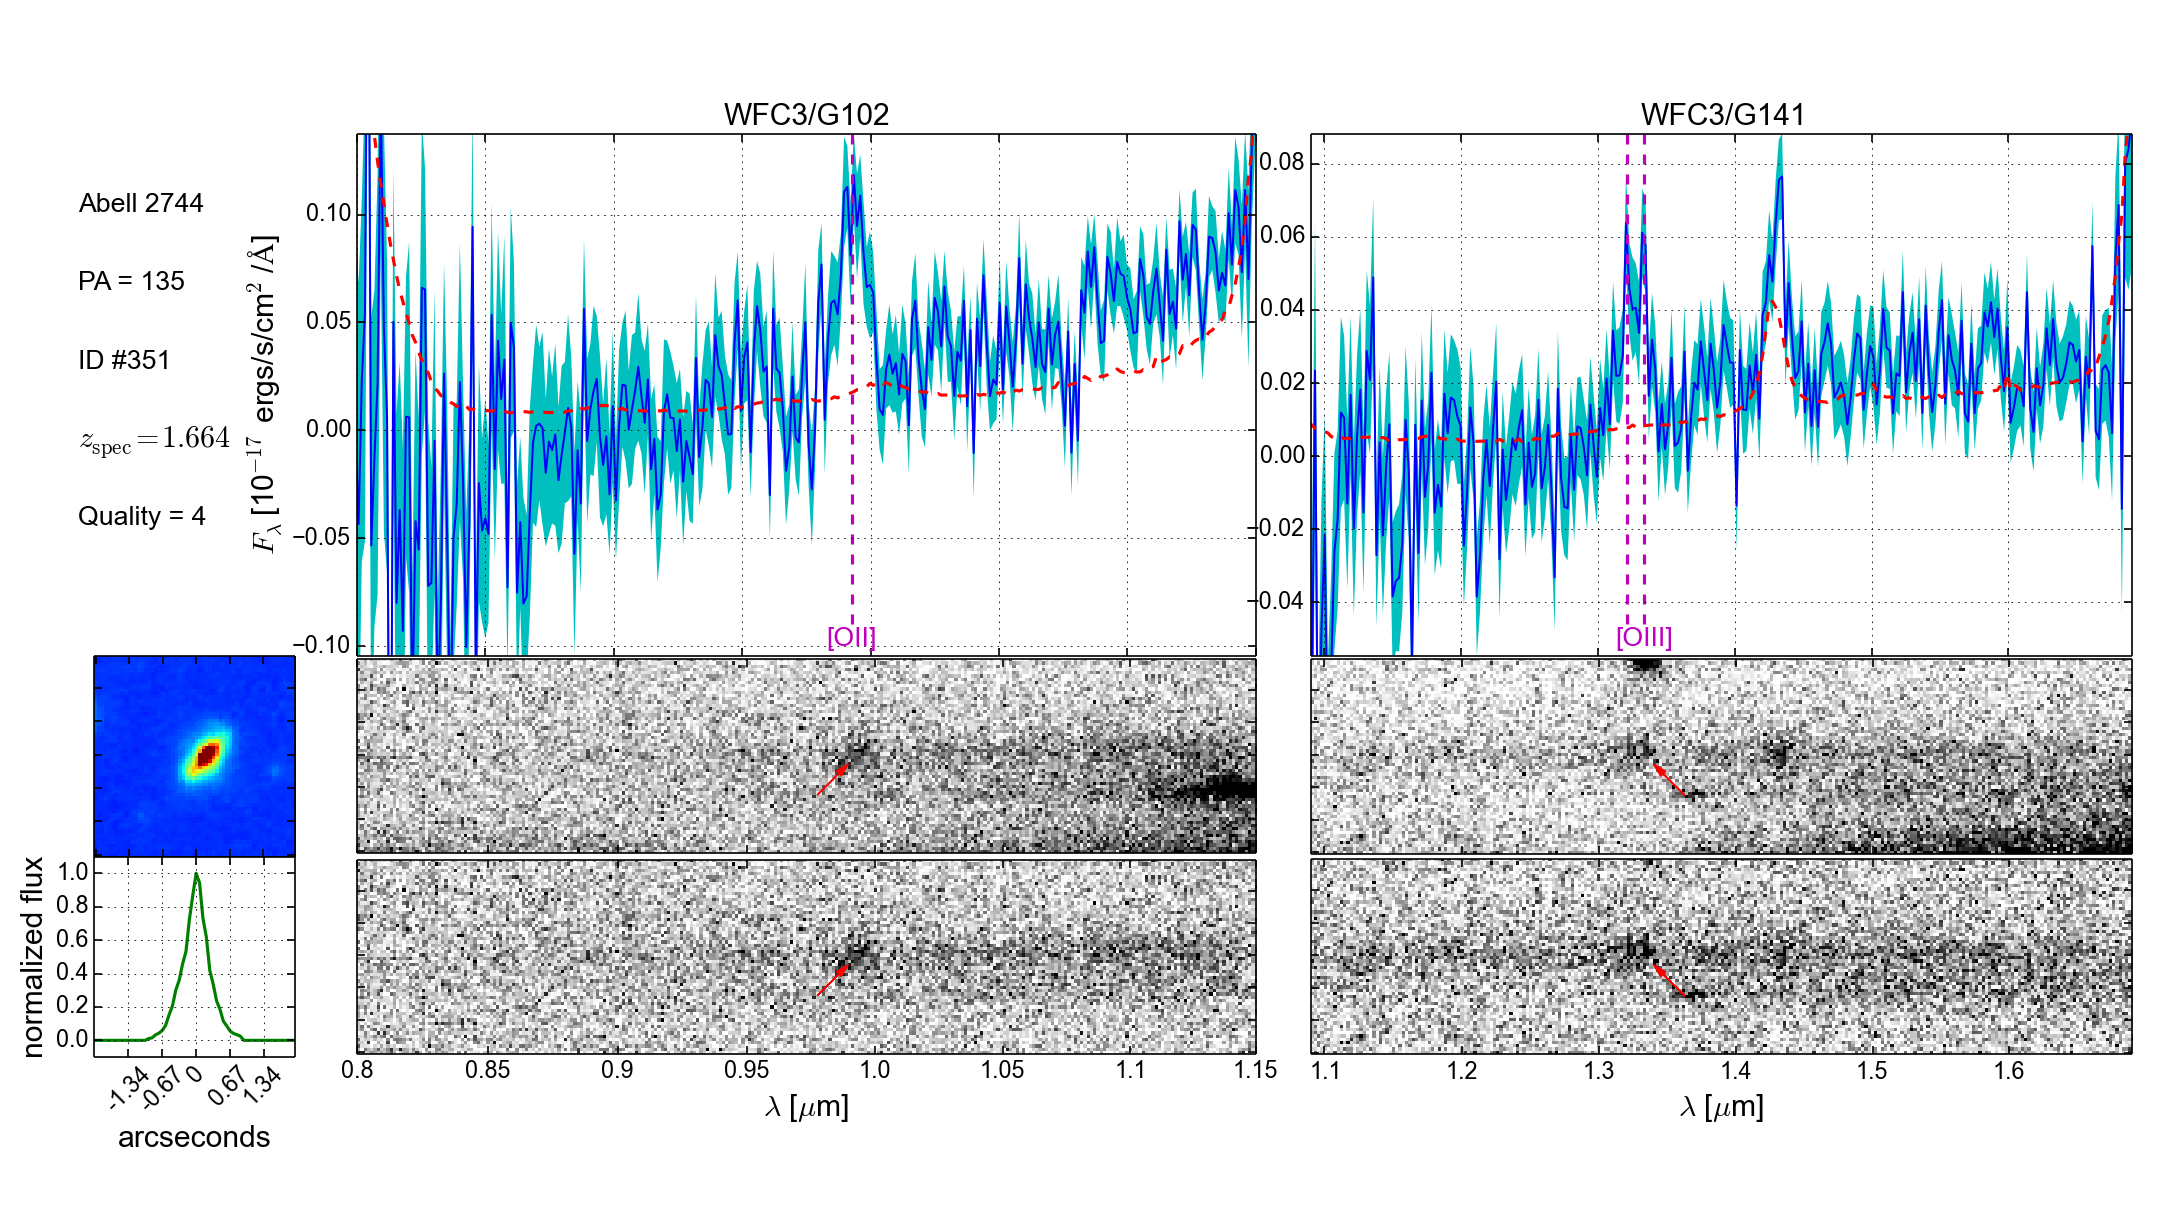 WFC3/G102
WFC3/G141
Abell 2744
PA = 135
ID #351
z_spec = 1.664
Quality = 4
F_λ [10^−17 ergs/s/cm^2 /Å]
0.10
0.05
0.00
−0.05
−0.10
[OII]
0.08
0.06
0.04
0.02
0.00
−0.02
−0.04
[OIII]
normalized flux
1.0
0.8
0.6
0.4
0.2
0.0
-1.34
-0.67
0
0.67
1.34
arcseconds
0.8
0.85
0.9
0.95
1.0
1.05
1.1
1.15
λ [μm]
1.1
1.2
1.3
1.4
1.5
1.6
λ [μm]